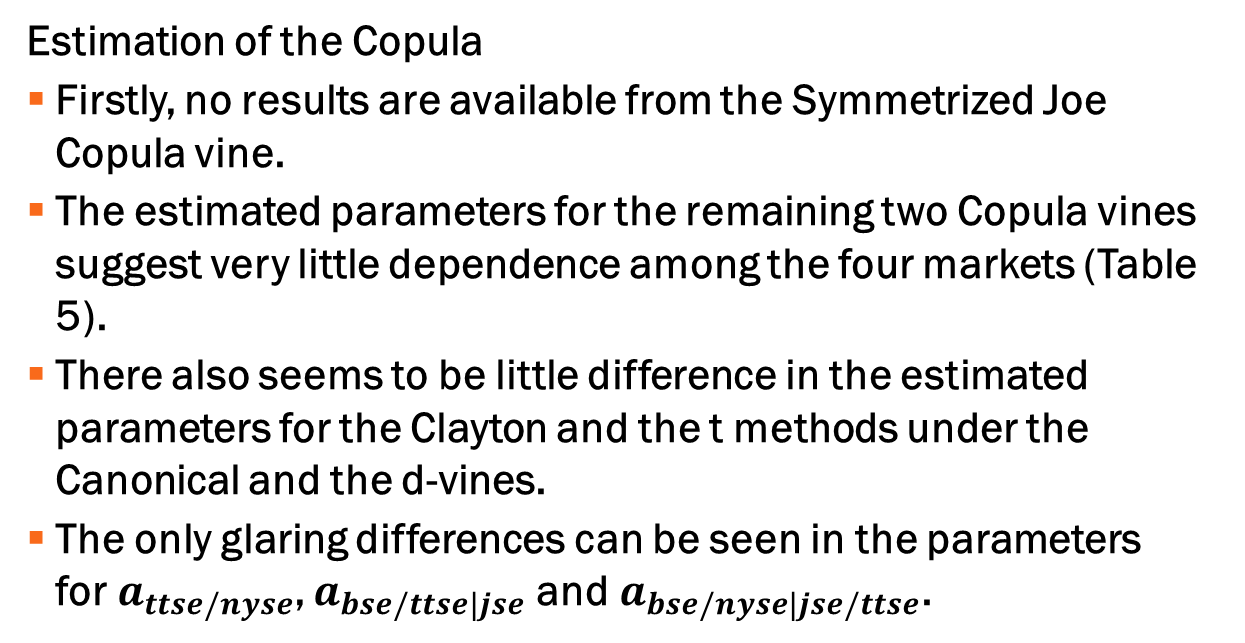 Estimation of the Copula
▪ Firstly, no results are available from the Symmetrized Joe
Copula vine.
▪ The estimated parameters for the remaining two Copula vines
suggest very little dependence among the four markets (Table
5).
▪ There also seems to be little difference in the estimated
parameters for the Clayton and the t methods under the
Canonical and the d-vines.
▪ The only glaring differences can be seen in the parameters
for a_{ttse/nyse}, a_{bse/ttse|jse} and a_{bse/nyse|jse/ttse}.